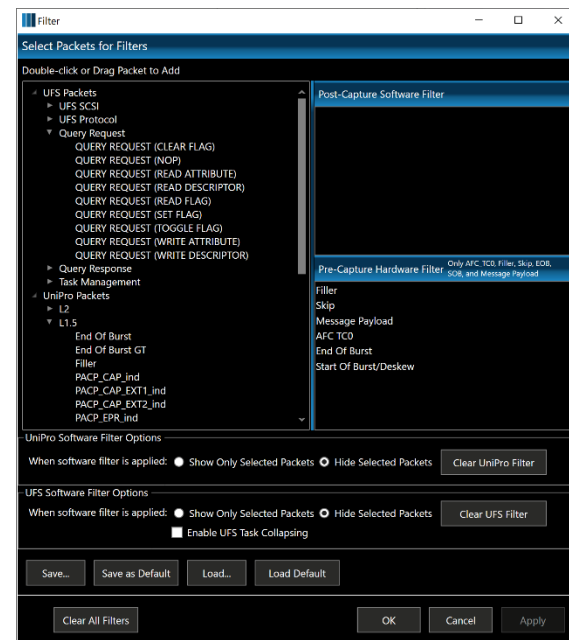 Filter
Select Packets for Filters
Double-click or Drag Packet to Add
UFS Packets
UFS SCSI
UFS Protocol
Query Request
QUERY REQUEST (CLEAR FLAG)
QUERY REQUEST (NOP)
QUERY REQUEST (READ ATTRIBUTE)
QUERY REQUEST (READ DESCRIPTOR)
QUERY REQUEST (READ FLAG)
QUERY REQUEST (SET FLAG)
QUERY REQUEST (TOGGLE FLAG)
QUERY REQUEST (WRITE ATTRIBUTE)
QUERY REQUEST (WRITE DESCRIPTOR)
Query Response
Task Management
UniPro Packets
L2
L1.5
End Of Burst
End Of Burst GT
Filler
PACP_CAP_ind
PACP_CAP_EXT1_ind
PACP_CAP_EXT2_ind
PACP_EPR_ind
Post-Capture Software Filter
Pre-Capture Hardware Filter
Only AFC_TC0, Filler, Skip, EOB,
SOB, and Message Payload
Filler
Skip
Message Payload
AFC TC0
End Of Burst
Start Of Burst/Deskew
UniPro Software Filter Options
When software filter is applied: Show Only Selected Packets Hide Selected Packets Clear UniPro Filter
UFS Software Filter Options
When software filter is applied: Show Only Selected Packets Hide Selected Packets Clear UFS Filter
Enable UFS Task Collapsing
Save... Save as Default Load... Load Default
Clear All Filters OK Cancel Apply